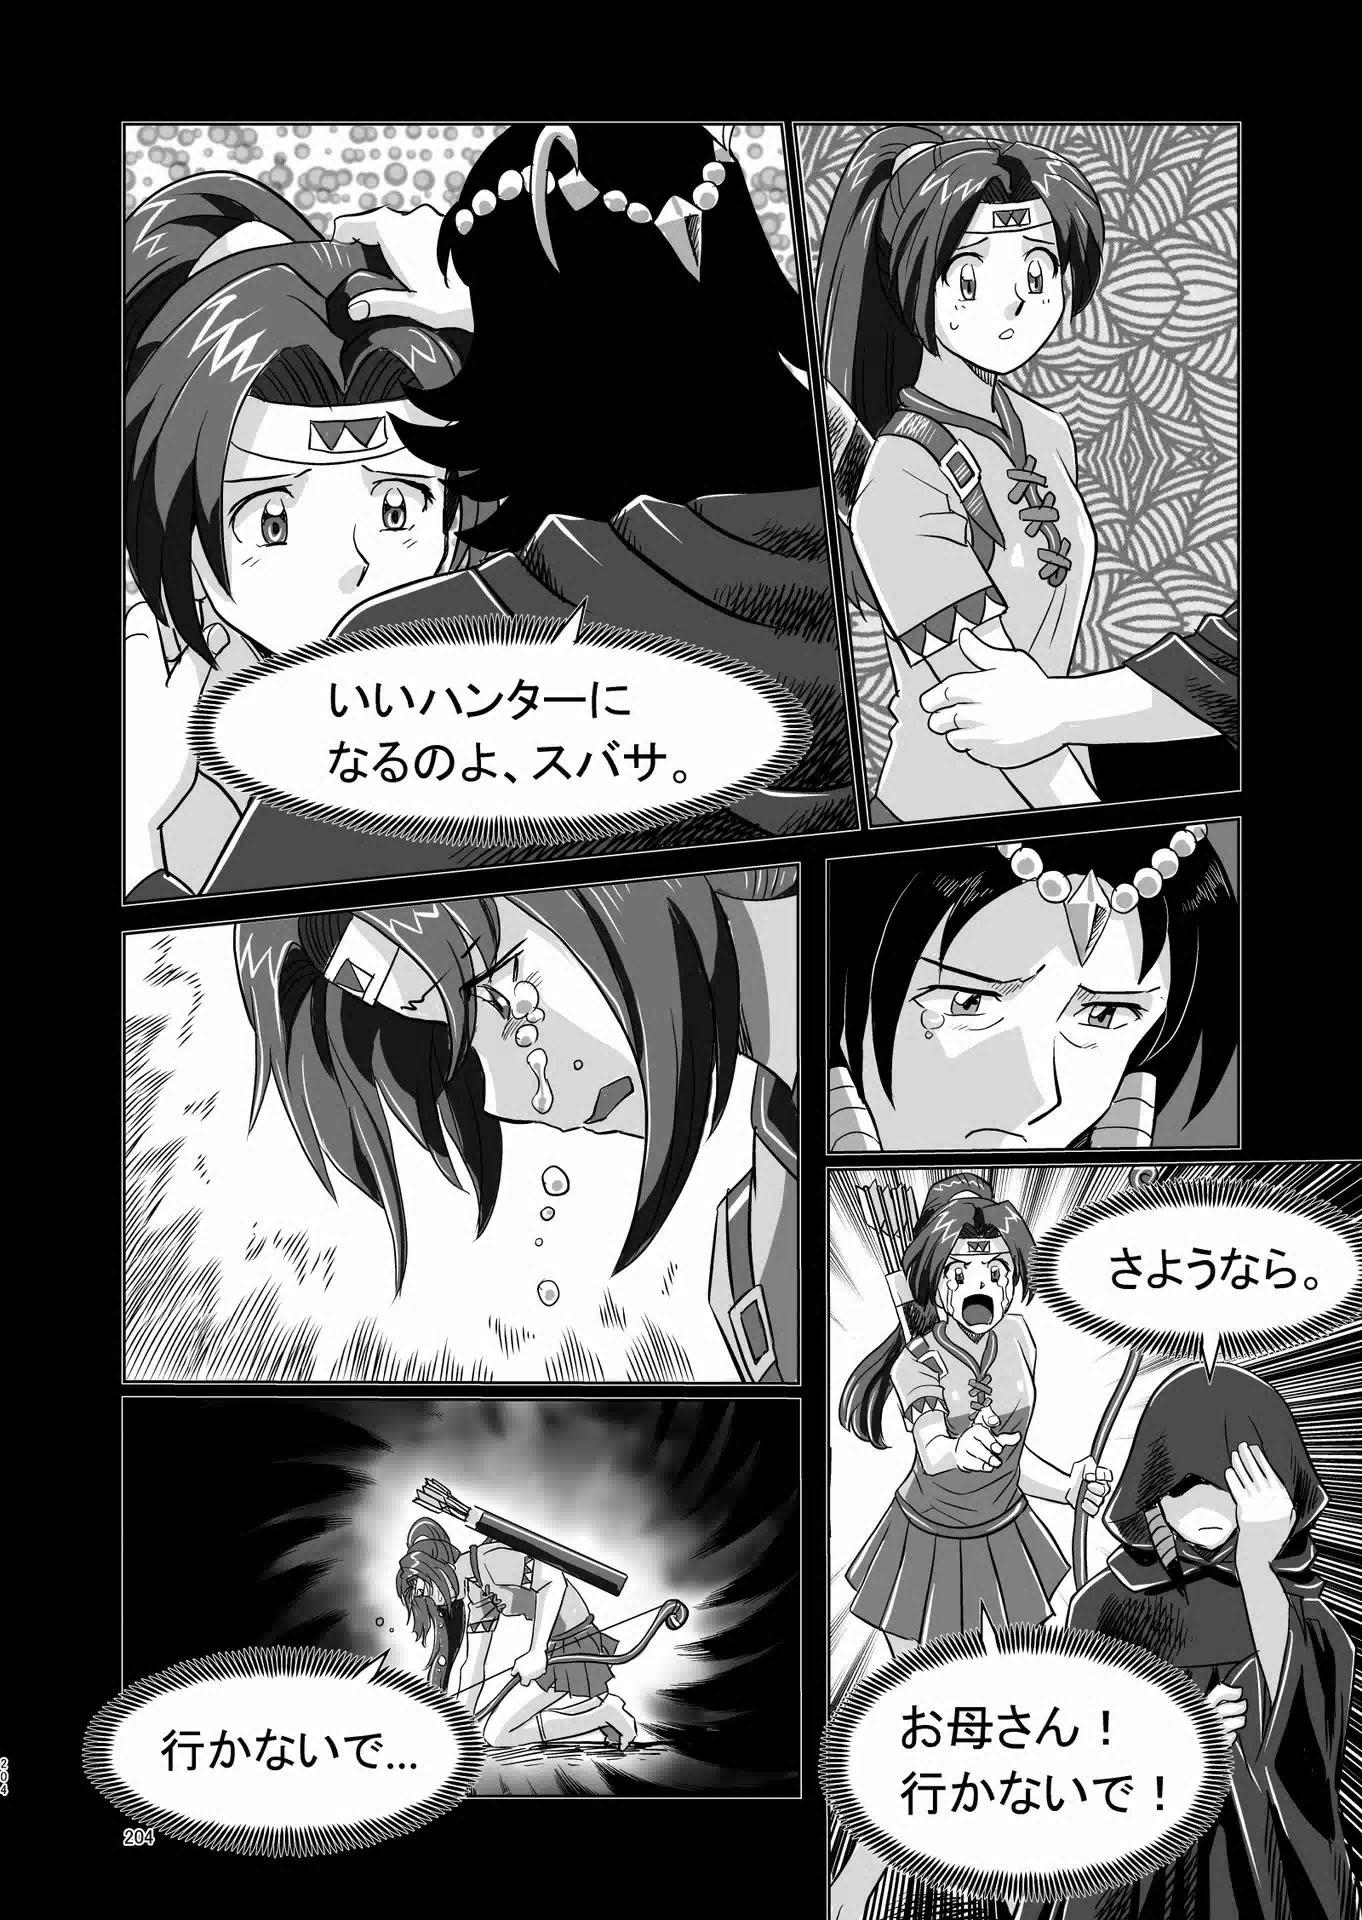 いいハンターに
なるのよ、スバサ。
さようなら。
お母さん！
行かないで！
行かないで…
204
204